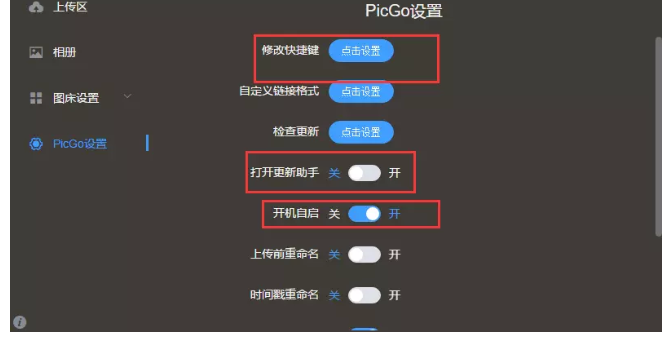 上传区
PicGo设置
相册
修改快捷键 点击设置
图床设置
自定义链接格式 点击设置
PicGo设置
检查更新 点击设置
打开更新助手 关 开
开机自启 关 开
上传前重命名 关 开
时间戳重命名 关 开